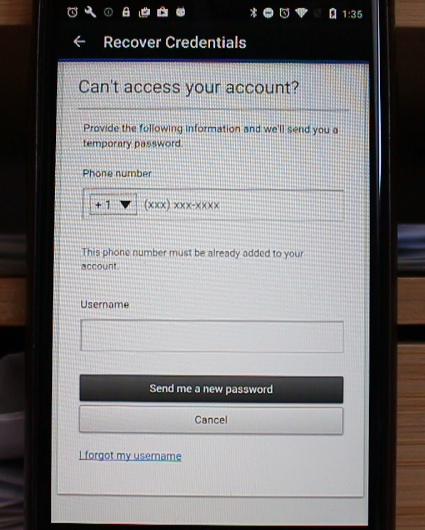 1:35
Recover Credentials
Can't access your account?
Provide the following information and we'll send you a
temporary password.
Phone number
+ 1 (xxx) xxx-xxxx
This phone number must be already added to your
account.
Username
Send me a new password
Cancel
I forgot my username